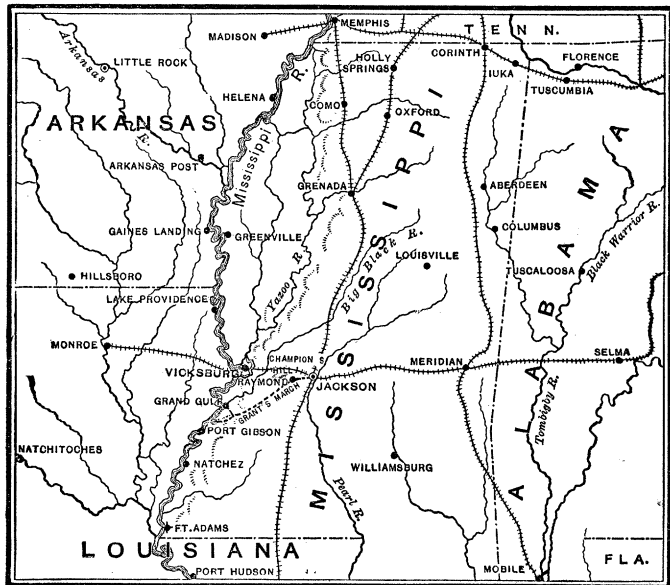 MEMPHIS
TENN.
MADISON
Arkansas
R.
LITTLE ROCK
HOLLY
SPRINGS
CORINTH
FLORENCE
IUKA
TUSCUMBIA
HELENA
COMO
OXFORD
ARKANSAS
Mississippi
R.
ARKANSAS POST
GRENADA
ABERDEEN
GAINES LANDING
GREENVILLE
COLUMBUS
Yazoo R.
Big Black R.
LOUISVILLE
TUSCALOOSA
Black Warrior R.
HILLSBORO
LAKE PROVIDENCE
MISSISSIPPI
ALABAMA
MONROE
VICKSBURG
CHAMPION S
HILL
RAYMOND
JACKSON
MERIDIAN
SELMA
GRAND GULF
GRANT'S MARCH
PORT GIBSON
Tombigby R.
NATCHITOCHES
NATCHEZ
WILLIAMSBURG
Pearl R.
FT. ADAMS
LOUISIANA
PORT HUDSON
MOBILE
FLA.